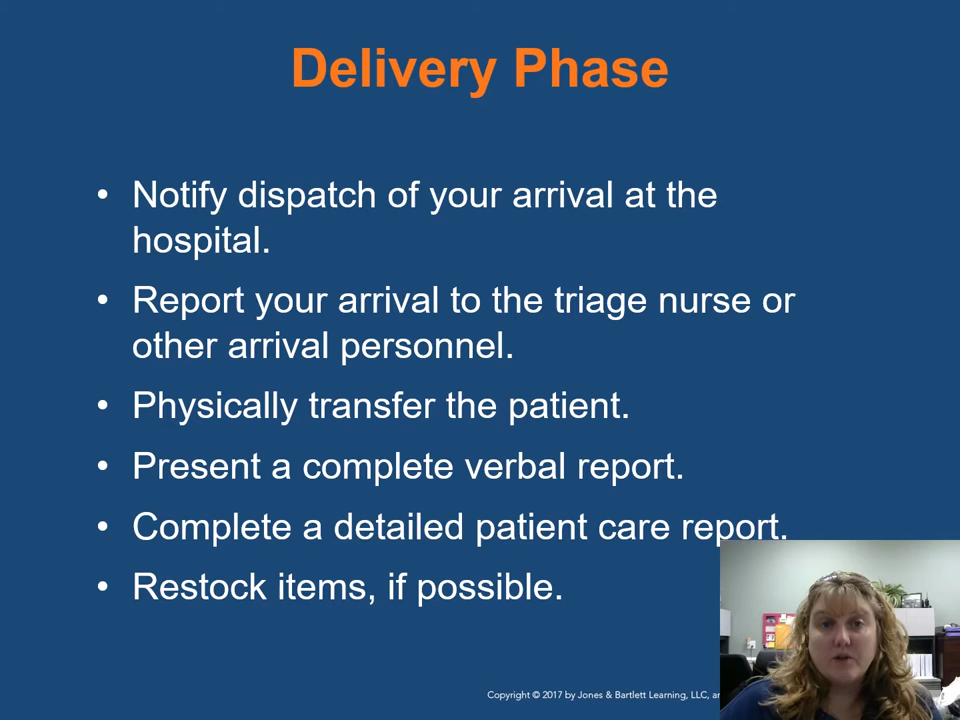 Delivery Phase
• Notify dispatch of your arrival at the
hospital.
• Report your arrival to the triage nurse or
other arrival personnel.
• Physically transfer the patient.
• Present a complete verbal report.
• Complete a detailed patient care report.
• Restock items, if possible.
Copyright © 2017 by Jones & Bartlett Learning, LLC,